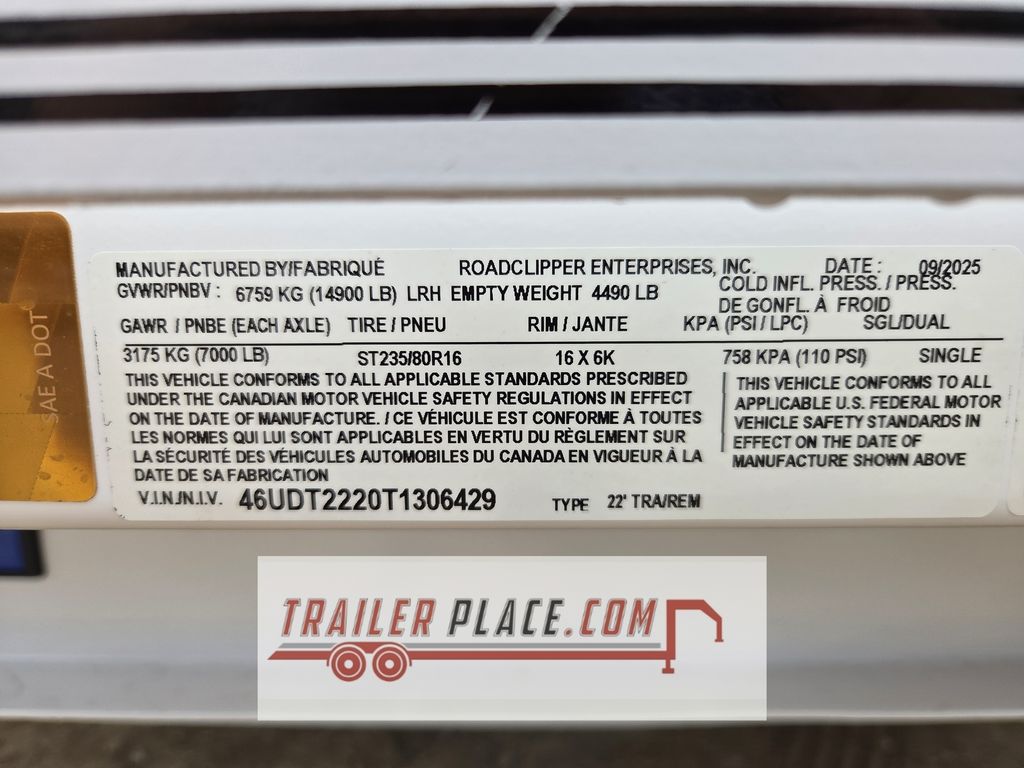 MANUFACTURED BY/FABRIQUÉ ROADCLIPPER ENTERPRISES, INC. DATE : 09/2025
GVWR/PNBV : 6759 KG (14900 LB) LRH EMPTY WEIGHT 4490 LB COLD INFL. PRESS. / PRESS. DE GONFL. À FROID
GAWR / PNBE (EACH AXLE) TIRE / PNEU RIM / JANTE KPA (PSI / LPC) SGL/DUAL
3175 KG (7000 LB) ST235/80R16 16 X 6K 758 KPA (110 PSI) SINGLE
THIS VEHICLE CONFORMS TO ALL APPLICABLE STANDARDS PRESCRIBED
UNDER THE CANADIAN MOTOR VEHICLE SAFETY REGULATIONS IN EFFECT
ON THE DATE OF MANUFACTURE. / CE VÉHICULE EST CONFORME À TOUTES
LES NORMES QUI LUI SONT APPLICABLES EN VERTU DU RÈGLEMENT SUR
LA SÉCURITÉ DES VÉHICULES AUTOMOBILES DU CANADA EN VIGUEUR À LA
DATE DE SA FABRICATION
THIS VEHICLE CONFORMS TO ALL
APPLICABLE U.S. FEDERAL MOTOR
VEHICLE SAFETY STANDARDS IN
EFFECT ON THE DATE OF
MANUFACTURE SHOWN ABOVE
V.I.N./N.I.V. 46UDT2220T1306429 TYPE 22' TRA/REM
SAE A DOT
TRAILER PLACE.COM